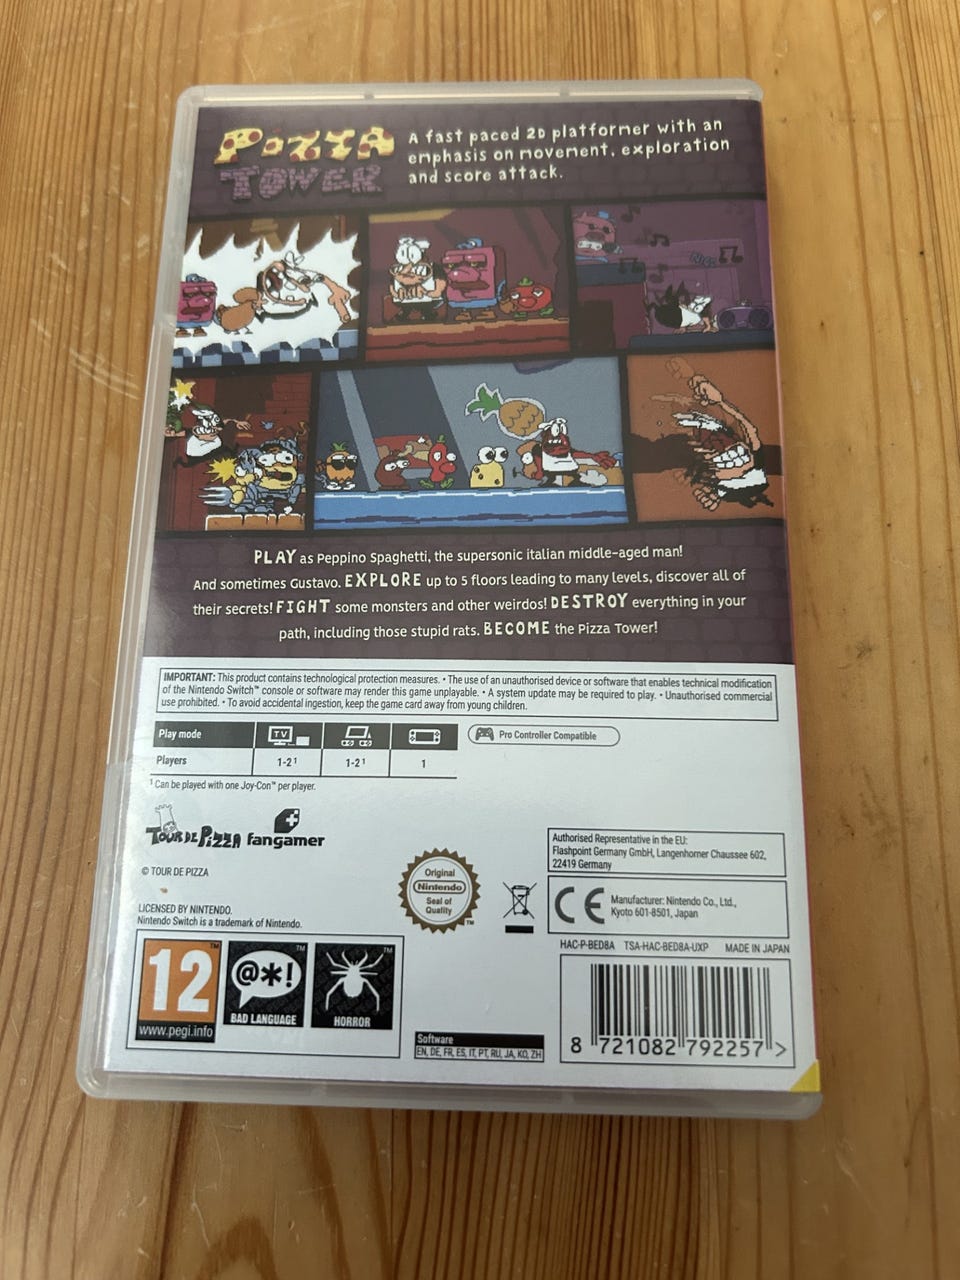 PIZZA
TOWER
A fast paced 2D platformer with an
emphasis on movement, exploration
and score attack.
PLAY as Peppino Spaghetti, the supersonic italian middle-aged man!
And sometimes Gustavo. EXPLORE up to 5 floors leading to many levels, discover all of
their secrets! FIGHT some monsters and other weirdos! DESTROY everything in your
path, including those stupid rats. BECOME the Pizza Tower!
IMPORTANT: This product contains technological protection measures. • The use of an unauthorised device or software that enables technical modification
of the Nintendo Switch™ console or software may render this game unplayable. • A system update may be required to play. • Unauthorised commercial
use prohibited. • To avoid accidental ingestion, keep the game card away from young children.
Play mode
TV
Pro Controller Compatible
Players 1-2¹ 1-2¹ 1
¹ Can be played with one Joy-Con™ per player.
TOUR DE PIZZA fangamer
© TOUR DE PIZZA
LICENSED BY NINTENDO.
Nintendo Switch is a trademark of Nintendo.
Original
Nintendo
Seal of
Quality
TM
Authorised Representative in the EU:
Flashpoint Germany GmbH, Langenhorner Chaussee 602,
22419 Germany
CE
Manufacturer: Nintendo Co., Ltd.,
Kyoto 601-8501, Japan
HAC-P-BED8A TSA-HAC-BED8A-UXP MADE IN JAPAN
12
TM
www.pegi.info
@*!
TM
BAD LANGUAGE
TM
HORROR
Software
EN, DE, FR, ES, IT, PT, RU, JA, KO, ZH
8 721082 792257 >